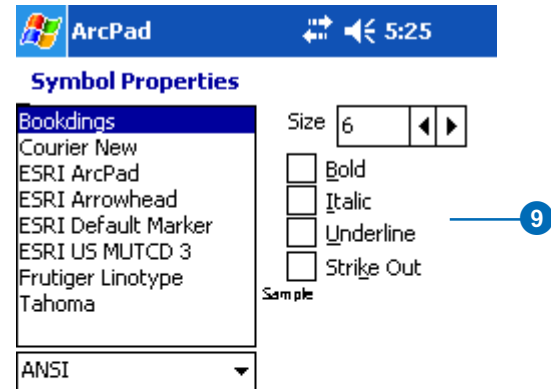 ArcPad 5:25
Symbol Properties
Bookdings
Courier New
ESRI ArcPad
ESRI Arrowhead
ESRI Default Marker
ESRI US MUTCD 3
Frutiger Linotype
Tahoma
ANSI
Size 6
Bold
Italic
Underline
Strike Out
Sample
9